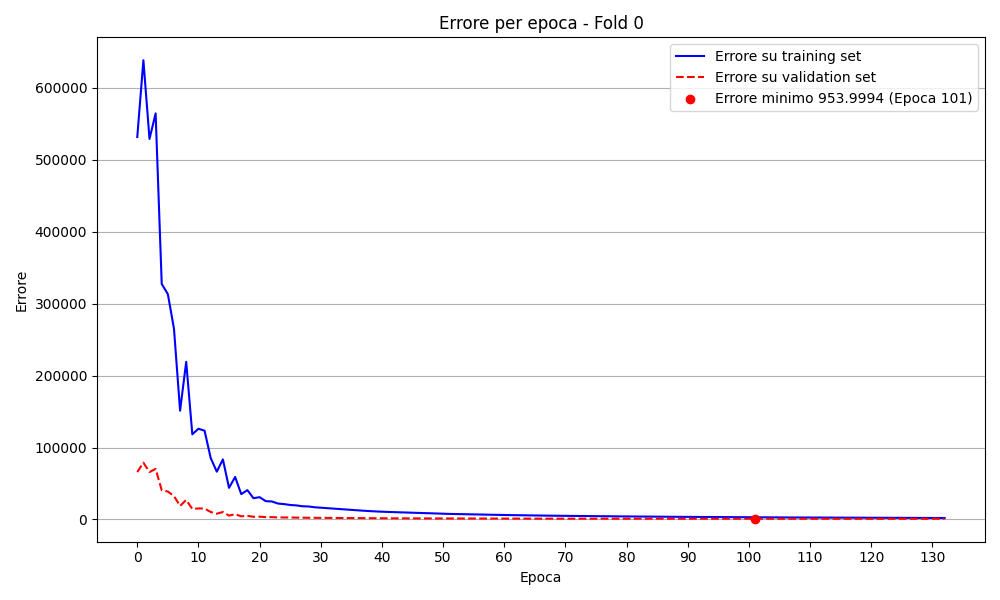 Errore per epoca - Fold 0
Errore su training set
Errore su validation set
Errore minimo 953.9994 (Epoca 101)
Errore
600000
500000
400000
300000
200000
100000
0
0 10 20 30 40 50 60 70 80 90 100 110 120 130
Epoca